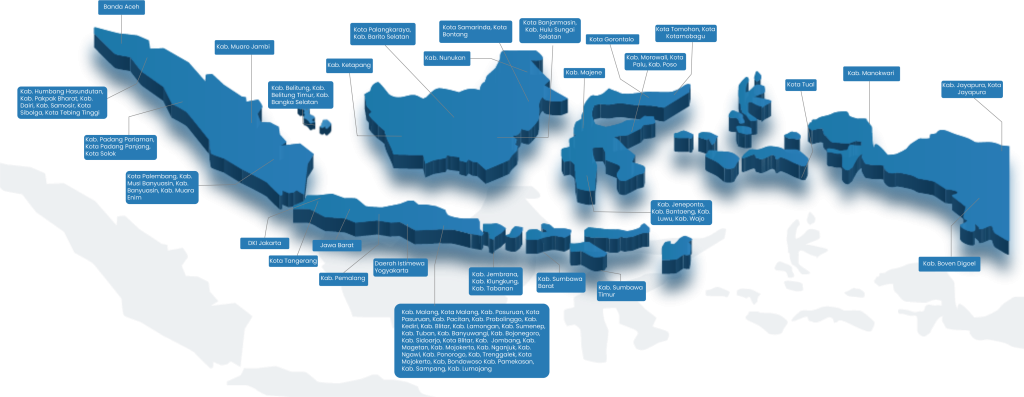 Banda Aceh
Kab. Muaro Jambi
Kota Palangkaraya,
Kab. Barito Selatan
Kota Samarinda, Kota
Bontang
Kota Banjarmasin,
Kab. Hulu Sungai
Selatan
Kota Gorontalo
Kota Tomohon, Kota
Kotamobagu
Kab. Nunukan
Kab. Ketapang
Kab. Majene
Kab. Morowali, Kota
Palu, Kab. Poso
Kota Tual
Kab. Manokwari
Kab. Jayapura, Kota
Jayapura
Kab. Humbang Hasundutan,
Kab. Pakpak Bharat, Kab.
Dairi, Kab. Samosir, Kota
Sibolga, Kota Tebing Tinggi
Kab. Belitung, Kab.
Belitung Timur, Kab.
Bangka Selatan
Kab. Padang Pariaman,
Kota Padang Panjang,
Kota Solok
Kota Palembang, Kab.
Musi Banyuasin, Kab.
Banyuasin, Kab. Muara
Enim
Kab. Jeneponto,
Kab. Bantaeng, Kab.
Luwu, Kab. Wajo
DKI Jakarta
Jawa Barat
Kota Tangerang
Kab. Pemalang
Daerah Istimewa
Yogyakarta
Kab. Jembrana,
Kab. Klungkung,
Kab. Tabanan
Kab. Sumbawa
Barat
Kab. Sumbawa
Timur
Kab. Boven Digoel
Kab. Malang, Kota Malang, Kab. Pasuruan, Kota
Pasuruan, Kab. Pacitan, Kab. Probolinggo, Kab.
Kediri, Kab. Blitar, Kab. Lamongan, Kab. Sumenep,
Kab. Tuban, Kab. Banyuwangi, Kab. Bojonegoro,
Kab. Sidoarjo, Kota Blitar, Kab. Jombang, Kab.
Magetan, Kab. Mojokerto, Kab. Nganjuk, Kab.
Ngawi, Kab. Ponorogo, Kab. Trenggalek, Kota
Mojokerto, Kab, Bondowoso Kab. Pamekasan,
Kab. Sampang, Kab. Lumajang